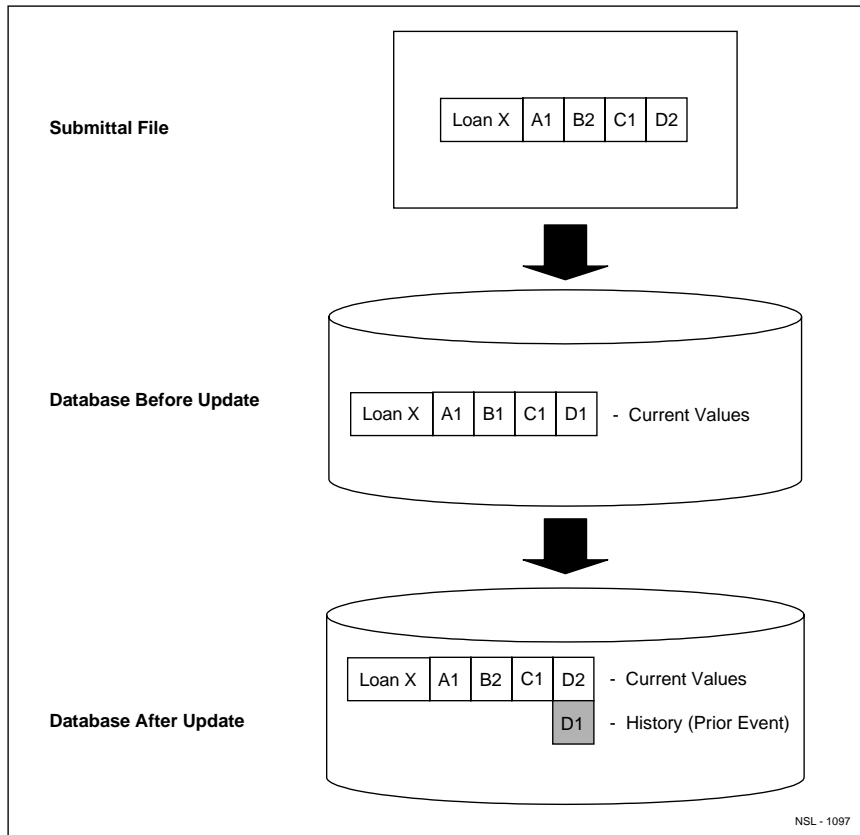 Submittal File
Loan X A1 B2 C1 D2
Database Before Update
Loan X A1 B1 C1 D1 - Current Values
Loan X A1 B2 C1 D2 - Current Values
Database After Update
D1 - History (Prior Event)
NSL - 1097